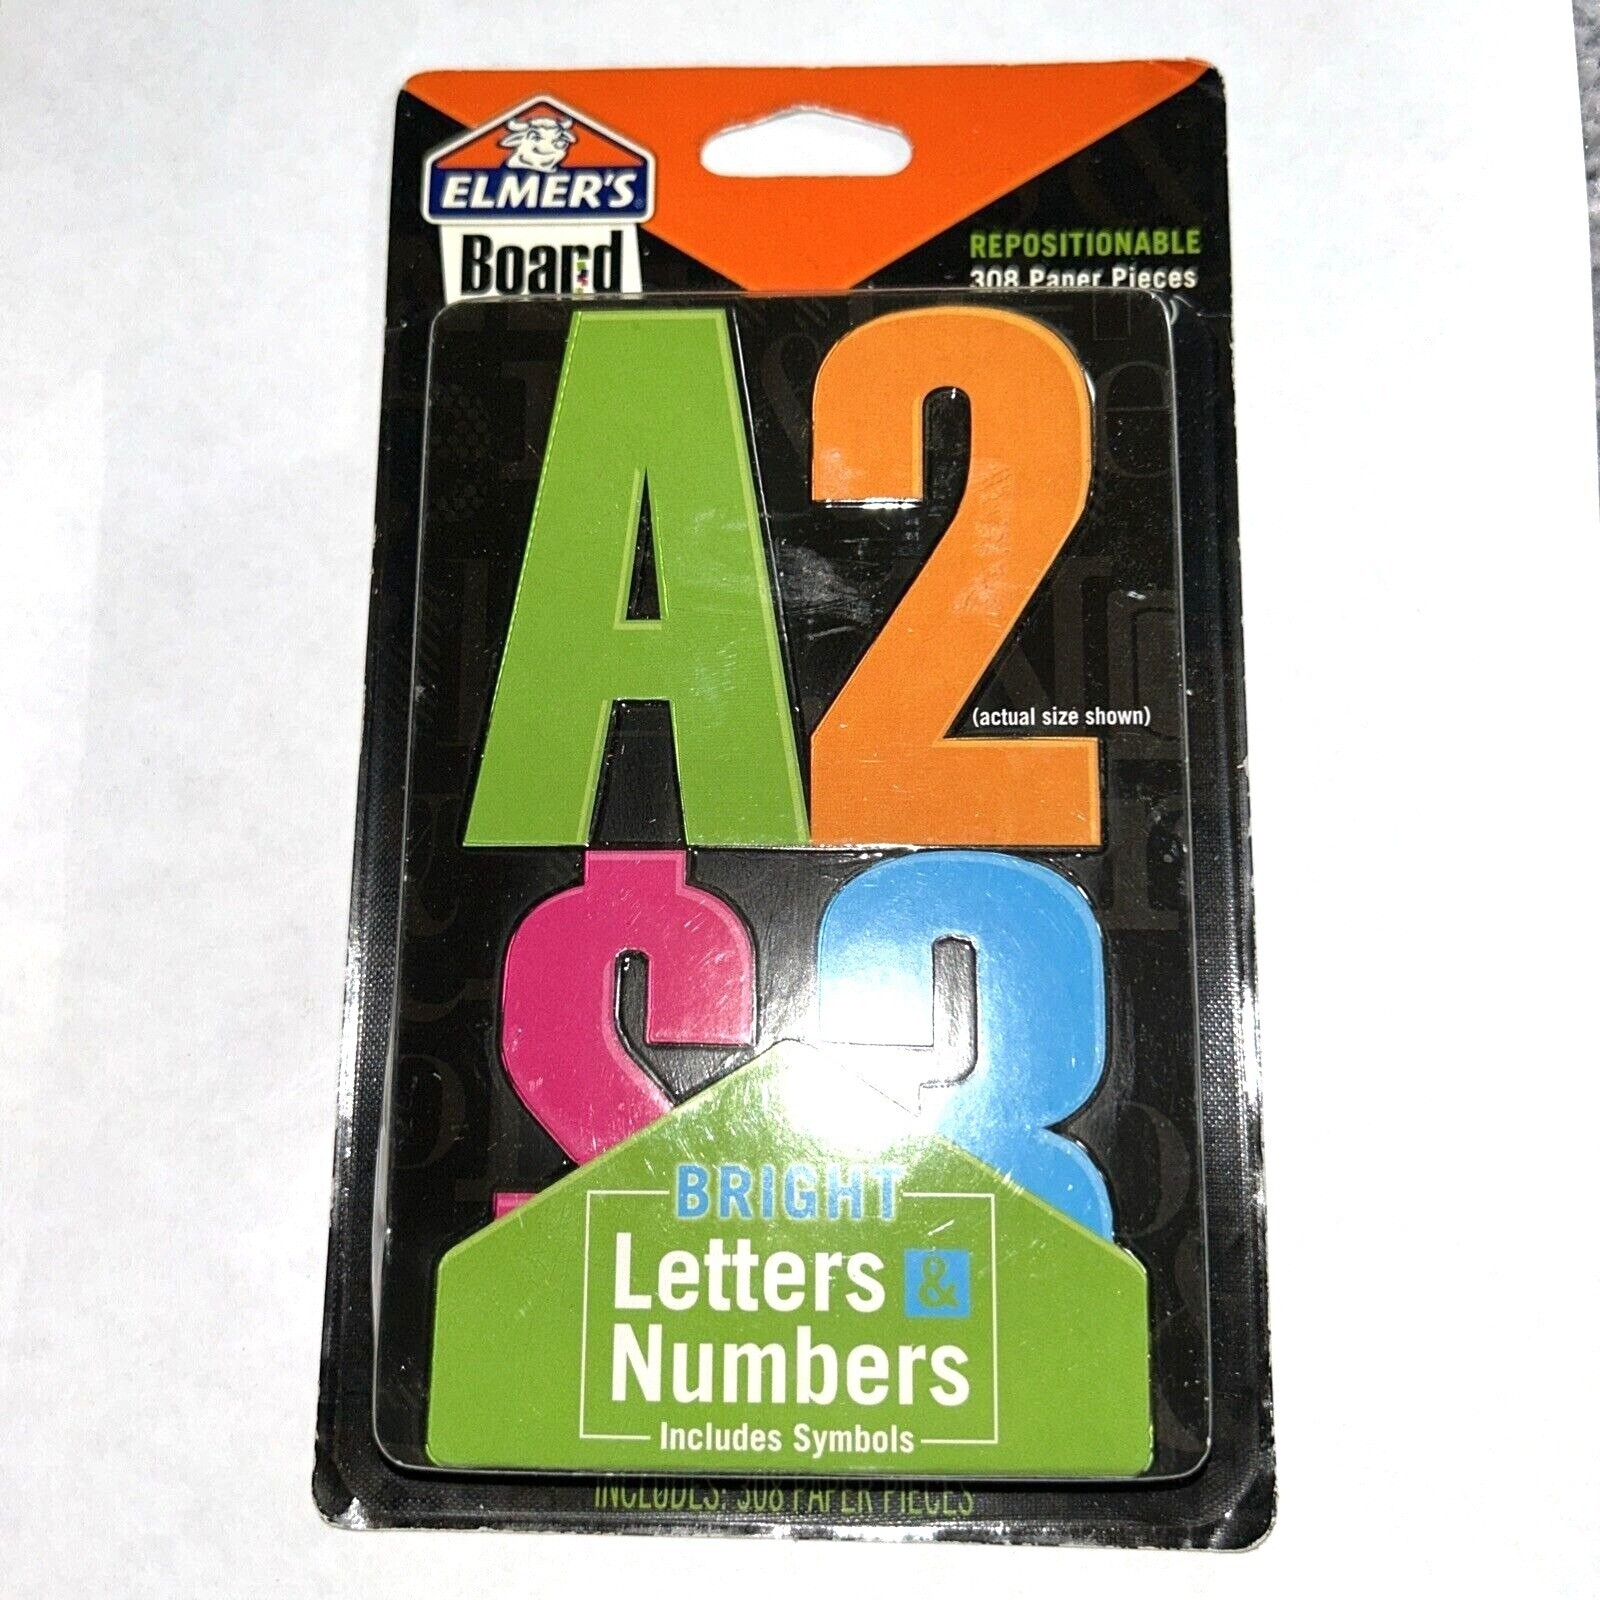 ELMER'S
Board
REPOSITIONABLE
308 Paper Pieces
A2
(actual size shown)
$3
BRIGHT
Letters &
Numbers
Includes Symbols
INCLUDES: 308 PAPER PIECES